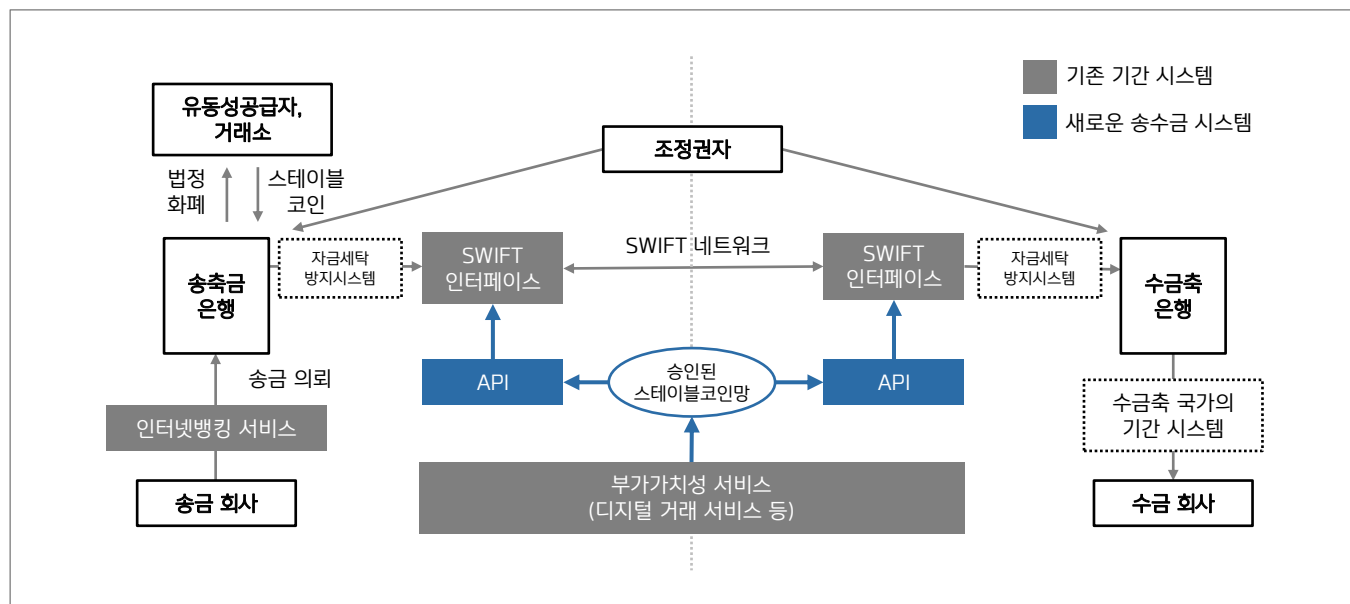 기존 기간 시스템
새로운 송수금 시스템
유동성공급자,
거래소
조정권자
법정
화폐
스테이블
코인
송축금
은행
자금세탁
방지시스템
SWIFT
인터페이스
SWIFT 네트워크
SWIFT
인터페이스
자금세탁
방지시스템
수금축
은행
송금 의뢰
API
승인된
스테이블코인망
API
인터넷뱅킹 서비스
수금축 국가의
기간 시스템
송금 회사
부가가치성 서비스
(디지털 거래 서비스 등)
수금 회사